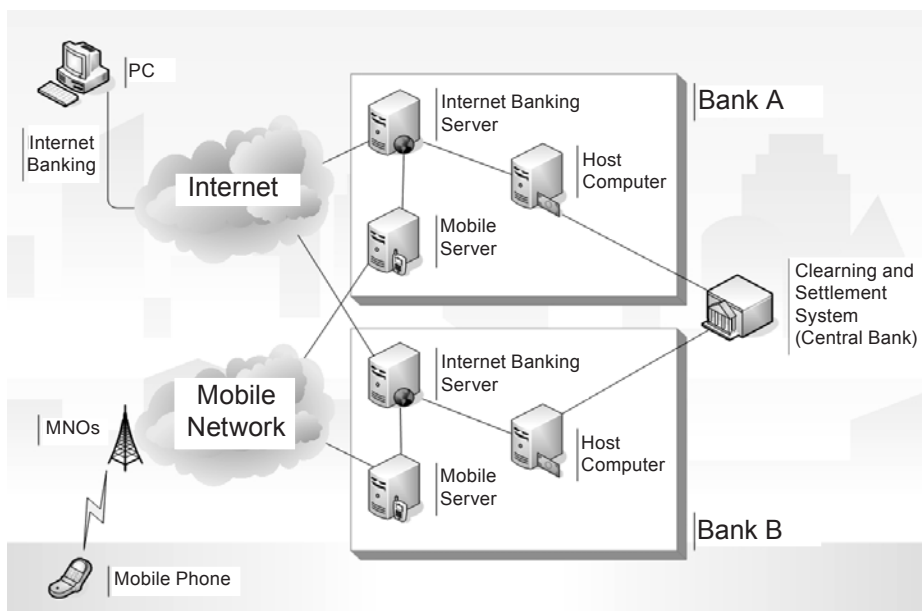 PC
Internet
Banking
Internet
Mobile
Network
MNOs
Mobile Phone
Bank A
Internet Banking
Server
Host
Computer
Mobile
Server
Clearning and
Settlement
System
(Central Bank)
Internet Banking
Server
Host
Computer
Mobile
Server
Bank B